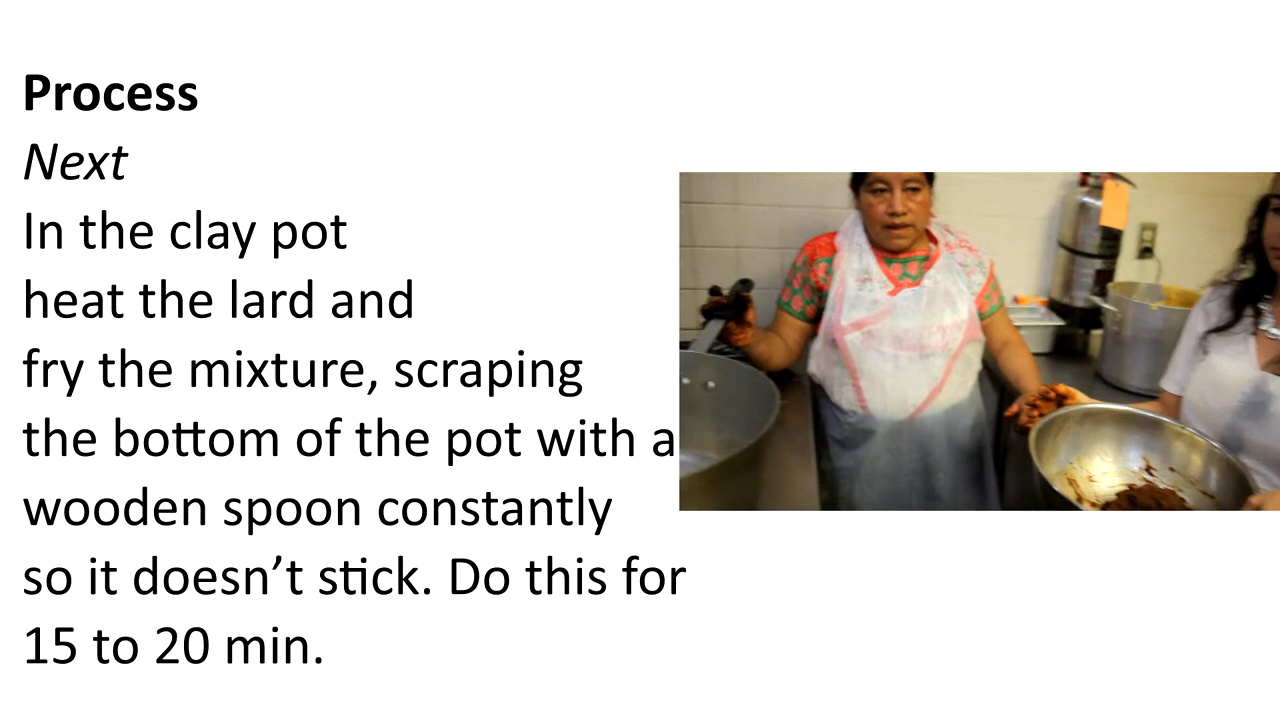 Process
Next
In the clay pot
heat the lard and
fry the mixture, scraping
the bottom of the pot with a
wooden spoon constantly
so it doesn’t stick. Do this for
15 to 20 min.